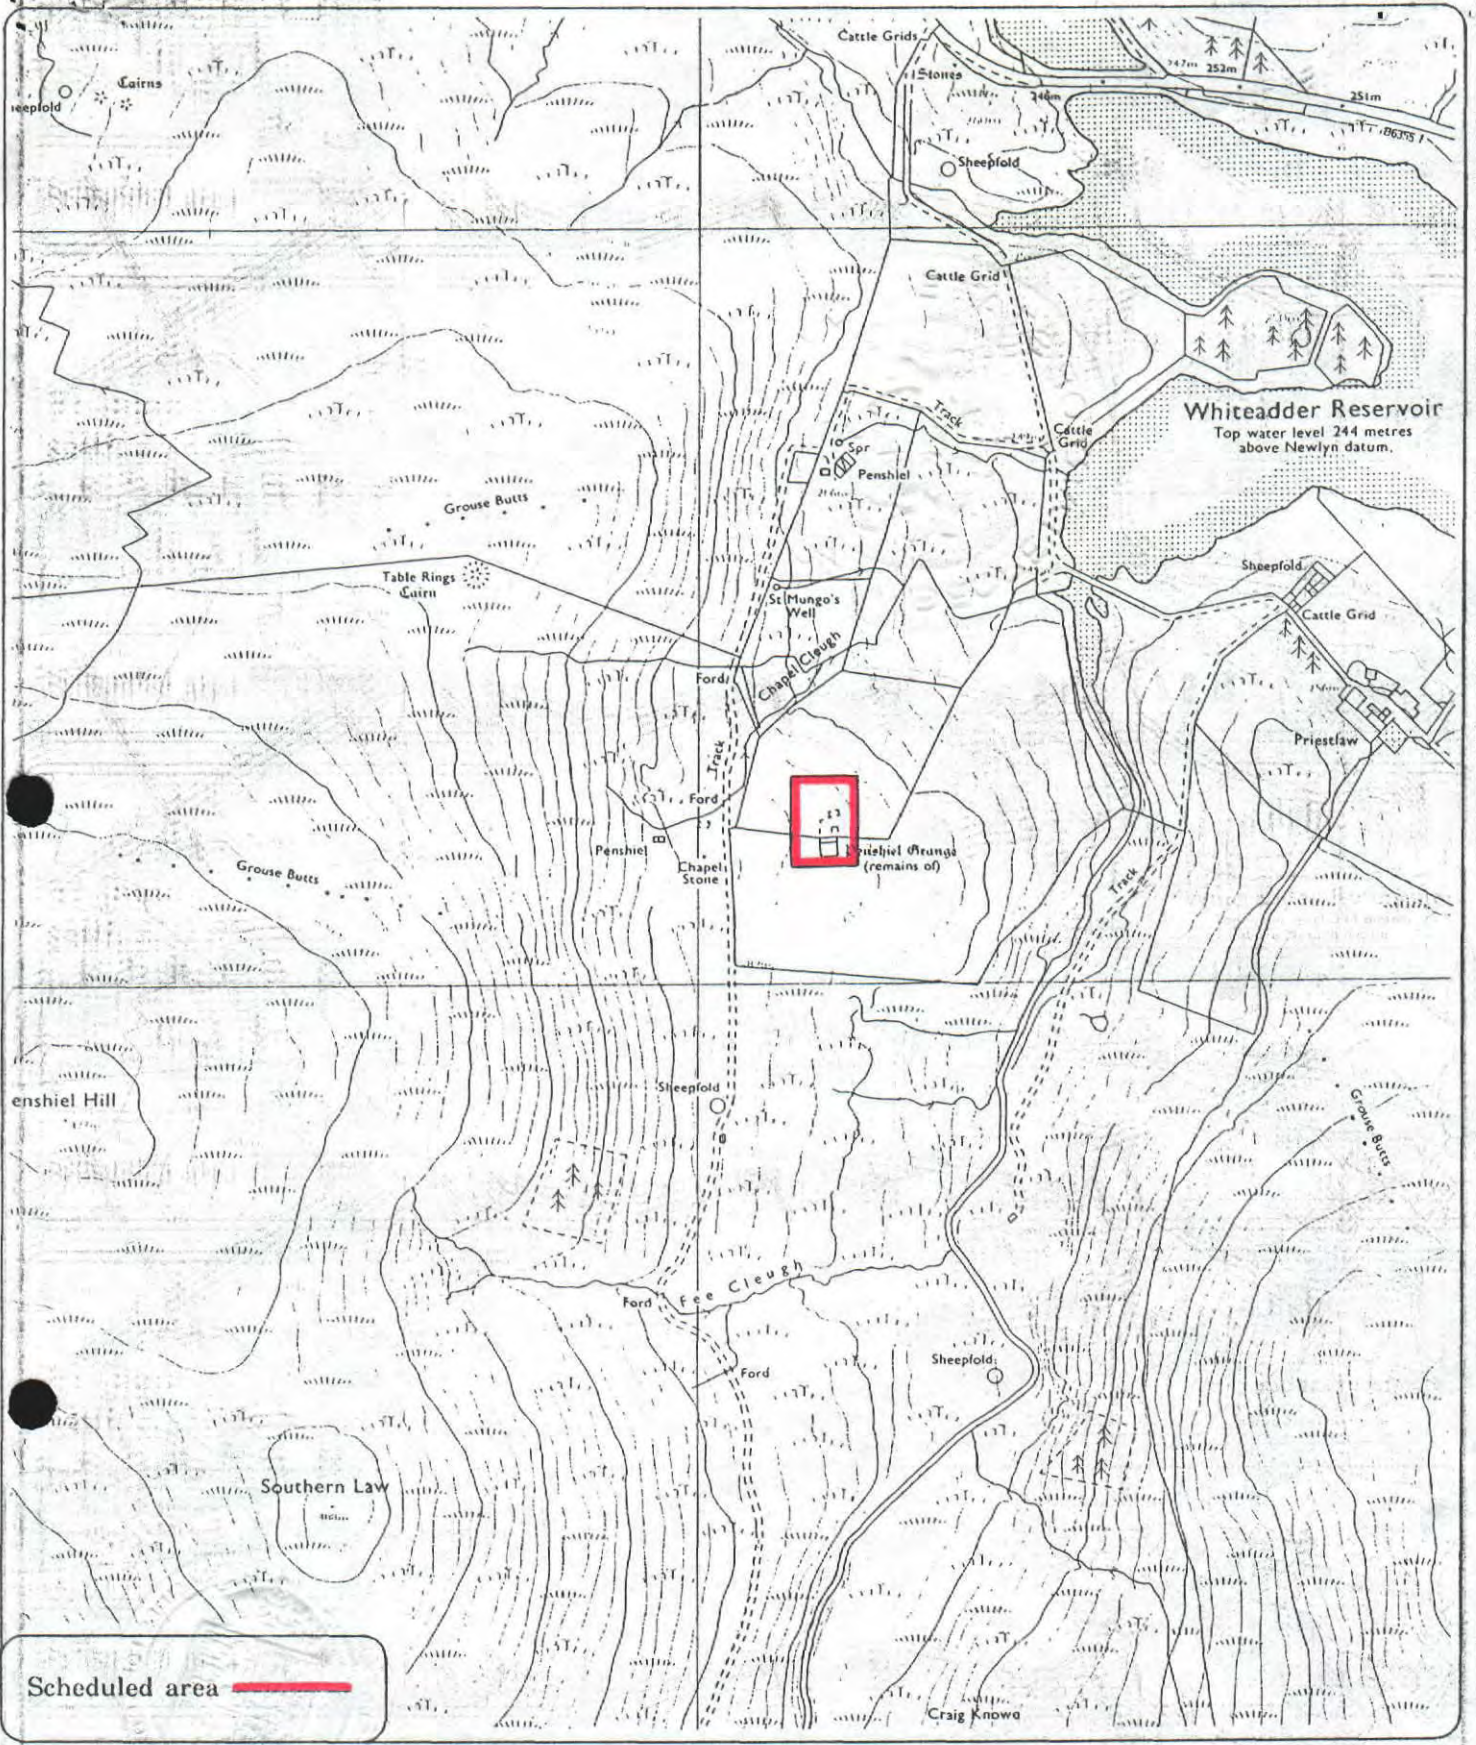 Cattle Grids
Stones
Cairns
247m 252m
251m
B6355
Sheepfold
Cattle Grid
Track
Cattle
Grid
Whiteadder Reservoir
Top water level 244 metres
above Newlyn datum.
Spr
Penshiel
Grouse Butts
Table Rings
Cairn
St Mungo's
Well
Sheepfold
Cattle Grid
Chapel Cleugh
Ford
Track
Priestlaw
Ford
Penshiel
Chapel
Stone
Penshiel Grange
(remains of)
Grouse Butts
Track
Sheepfold
enshiel Hill
Grouse Butts
Fee Cleugh
Ford
Ford
Sheepfold
Southern Law
Scheduled area
Craig Knowe